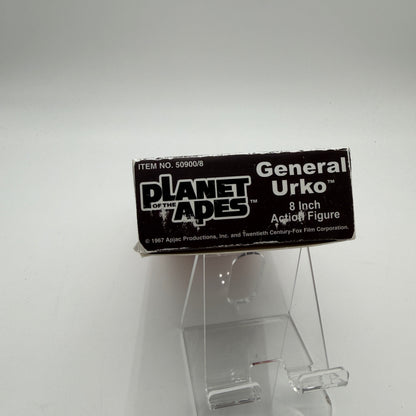 ITEM NO. 50900/8
PLANET
OF THE
APES™
General
Urko™
8 Inch
Action Figure
© 1967 Apjac Productions, Inc. and Twentieth Century-Fox Film Corporation.